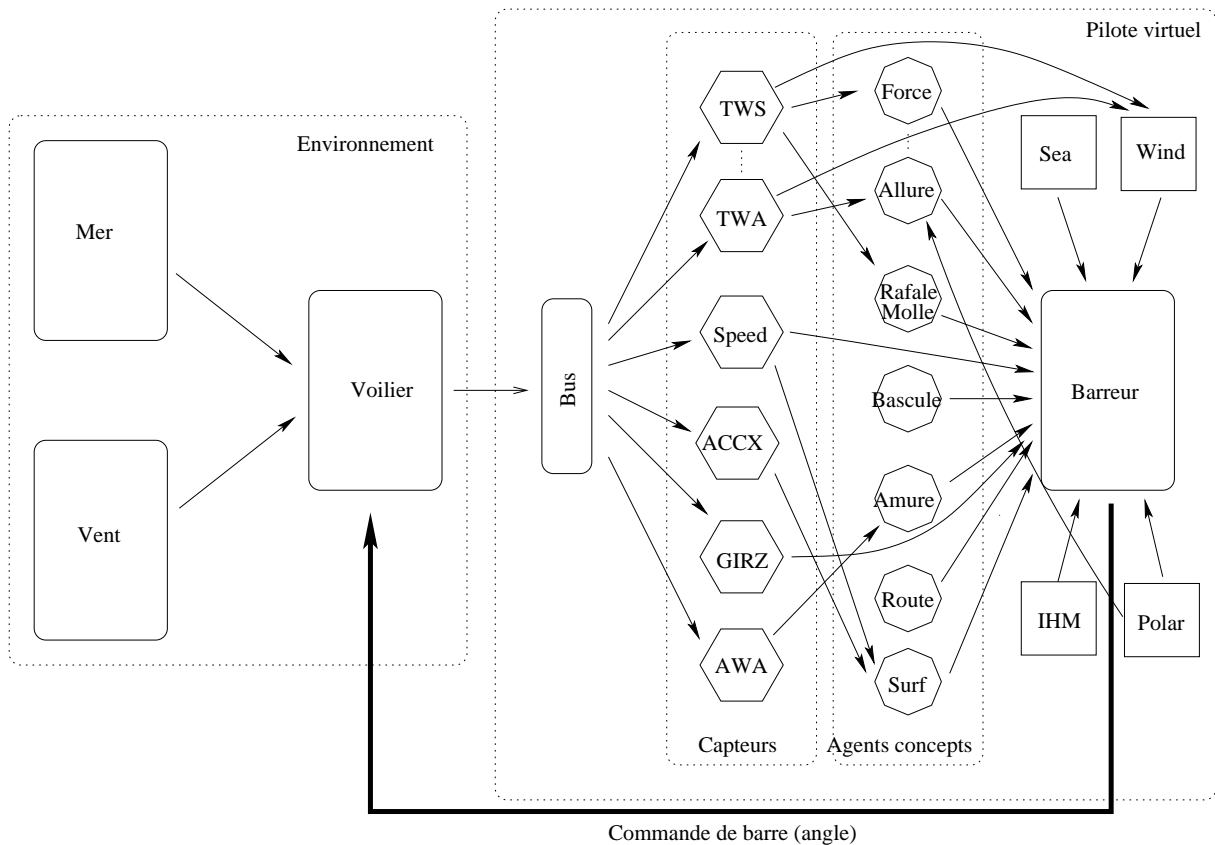 Pilote virtuel
Environnement
Mer
Vent
Voilier
Bus
TWS
TWA
Speed
ACCX
GIRZ
AWA
Capteurs
Force
Allure
Rafale
Molle
Bascule
Amure
Route
Surf
Agents concepts
Sea
Wind
Barreur
IHM
Polar
Commande de barre (angle)